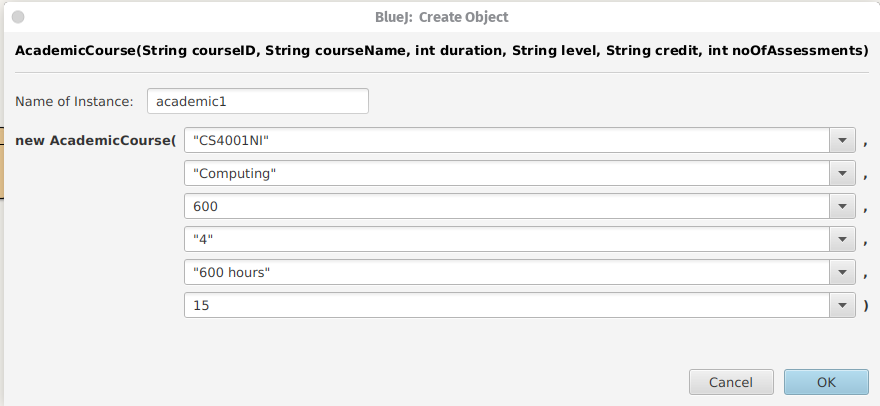 BlueJ: Create Object
AcademicCourse(String courseID, String courseName, int duration, String level, String credit, int noOfAssessments)
Name of Instance: academic1
new AcademicCourse( "CS4001NI" ,
"Computing" ,
600 ,
"4" ,
"600 hours" ,
15 )
Cancel OK